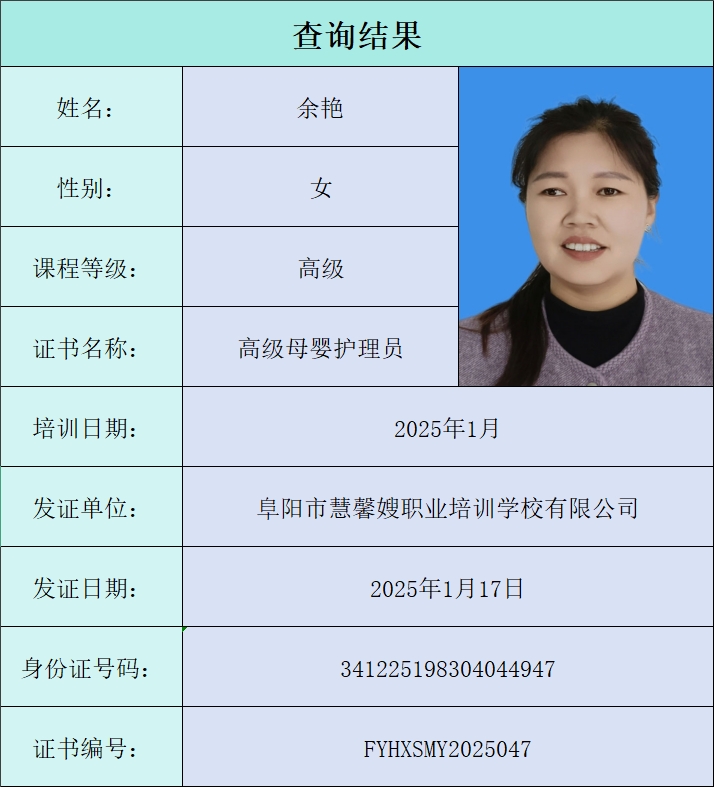 查询结果
姓名： 余艳
性别： 女
课程等级： 高级
证书名称： 高级母婴护理员
培训日期： 2025年1月
发证单位： 阜阳市慧馨嫂职业培训学校有限公司
发证日期： 2025年1月17日
身份证号码： 341225198304044947
证书编号： FYHXSMY2025047